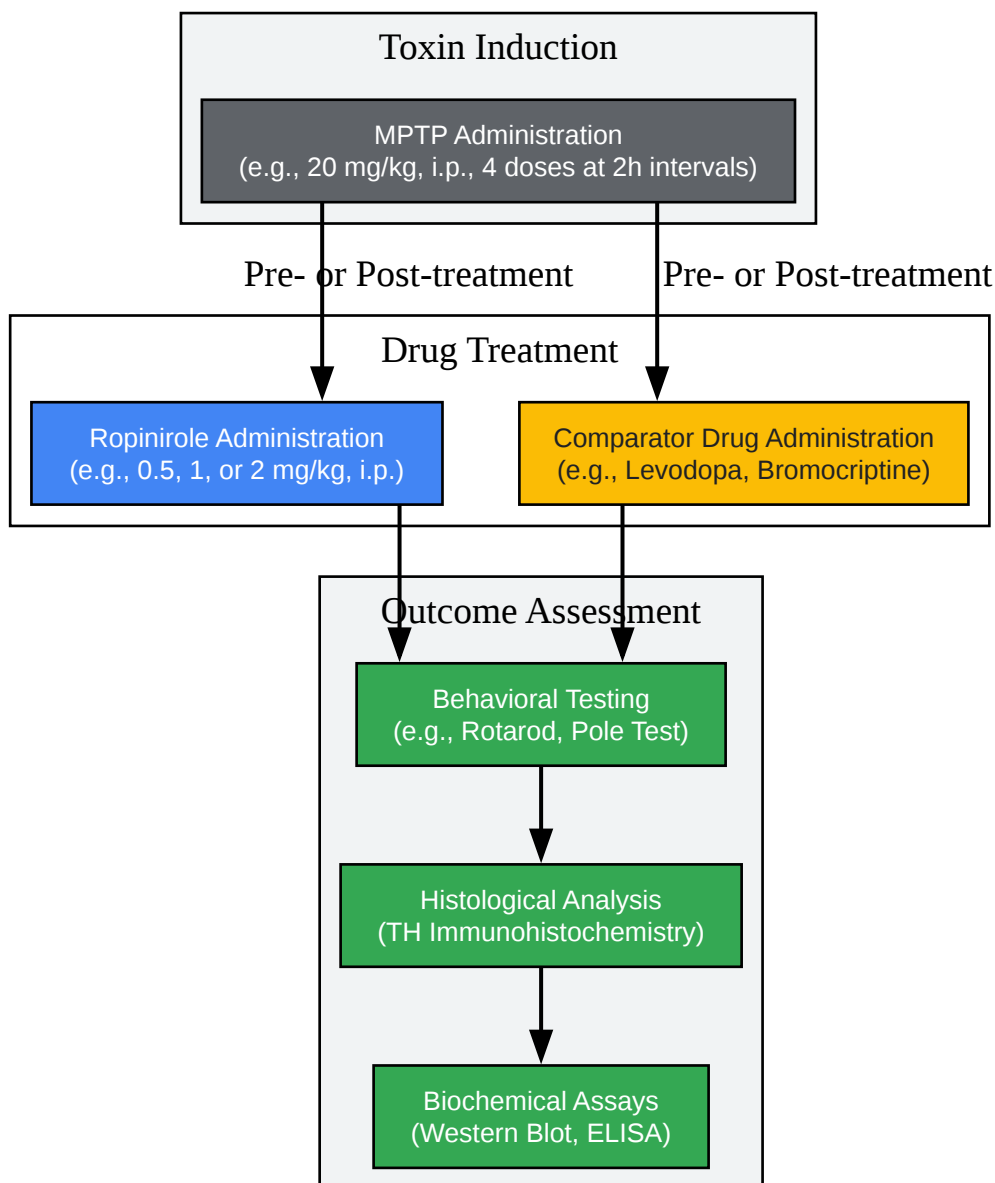 Toxin Induction
MPTP Administration
(e.g., 20 mg/kg, i.p., 4 doses at 2h intervals)
Pre- or Post-treatment
Pre- or Post-treatment
Drug Treatment
Ropinirole Administration
(e.g., 0.5, 1, or 2 mg/kg, i.p.)
Comparator Drug Administration
(e.g., Levodopa, Bromocriptine)
Outcome Assessment
Behavioral Testing
(e.g., Rotarod, Pole Test)
Histological Analysis
(TH Immunohistochemistry)
Biochemical Assays
(Western Blot, ELISA)